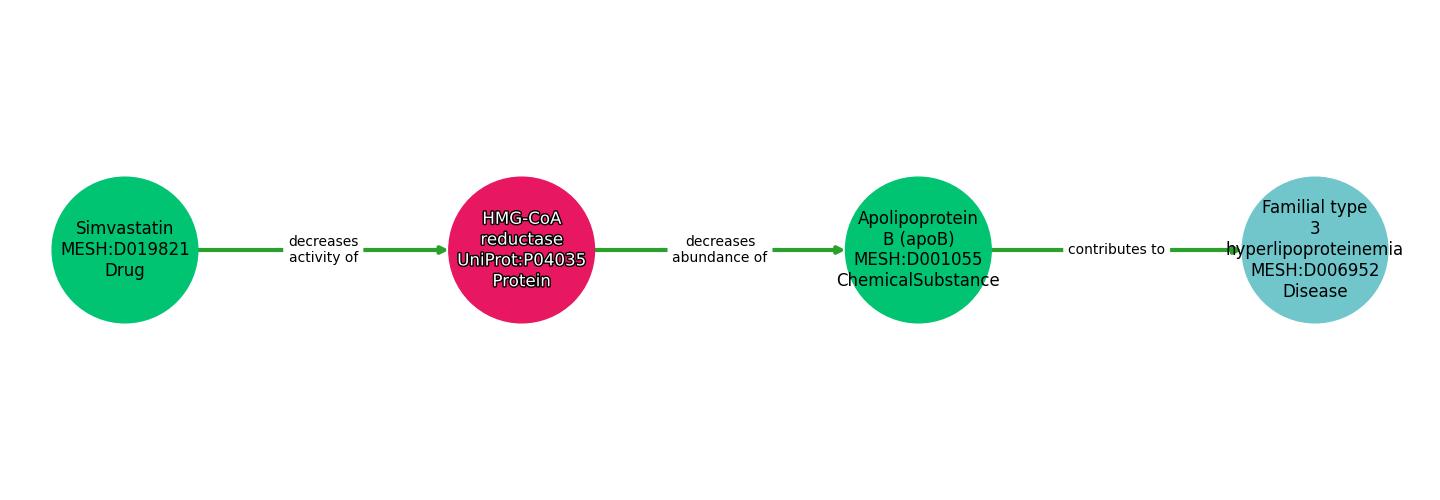 Simvastatin
MESH:D019821
Drug
decreases
activity of
HMG-CoA
reductase
UniProt:P04035
Protein
decreases
abundance of
Apolipoprotein
B (apoB)
MESH:D001055
ChemicalSubstance
contributes to
Familial type
3
hyperlipoproteinemia
MESH:D006952
Disease